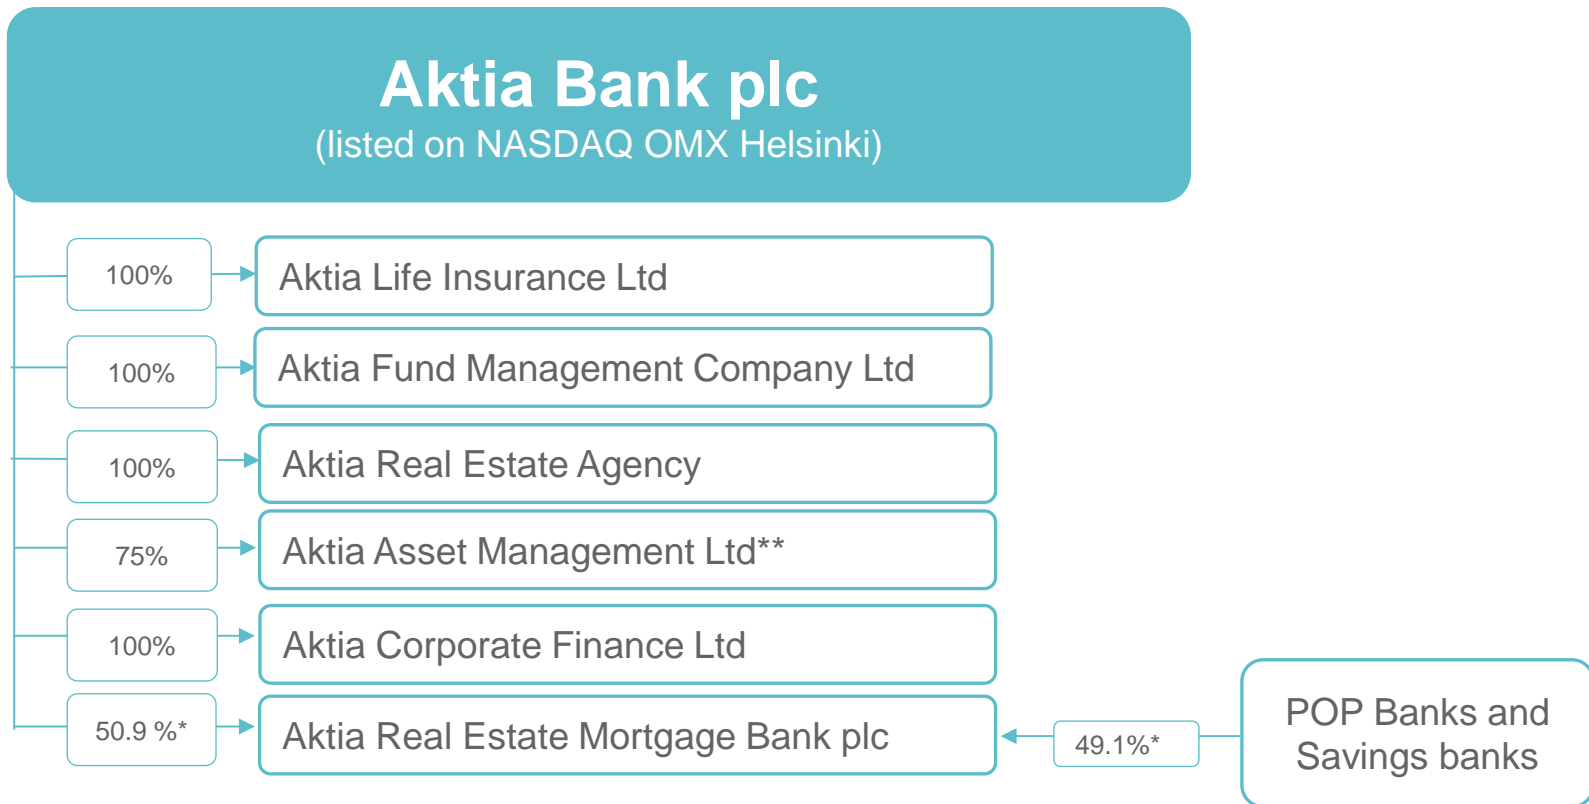 Aktia Bank plc
(listed on NASDAQ OMX Helsinki)
100%
Aktia Life Insurance Ltd
100%
Aktia Fund Management Company Ltd
100%
Aktia Real Estate Agency
75%
Aktia Asset Management Ltd**
100%
Aktia Corporate Finance Ltd
50.9 %*
Aktia Real Estate Mortgage Bank plc
49.1%*
POP Banks and
Savings banks